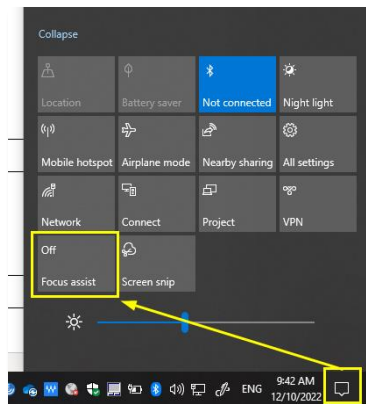 Collapse
Location Battery saver Not connected Night light
Mobile hotspot Airplane mode Nearby sharing All settings
Network Connect Project VPN
Off
Focus assist Screen snip
ENG 9:42 AM
12/10/2022